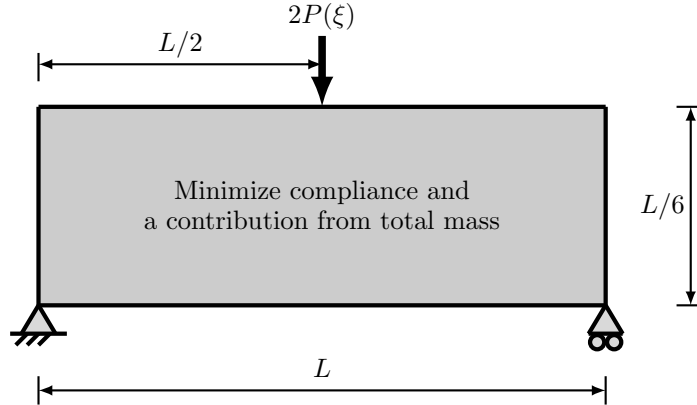 2P(ξ)
L/2
Minimize compliance and
a contribution from total mass
L/6
L